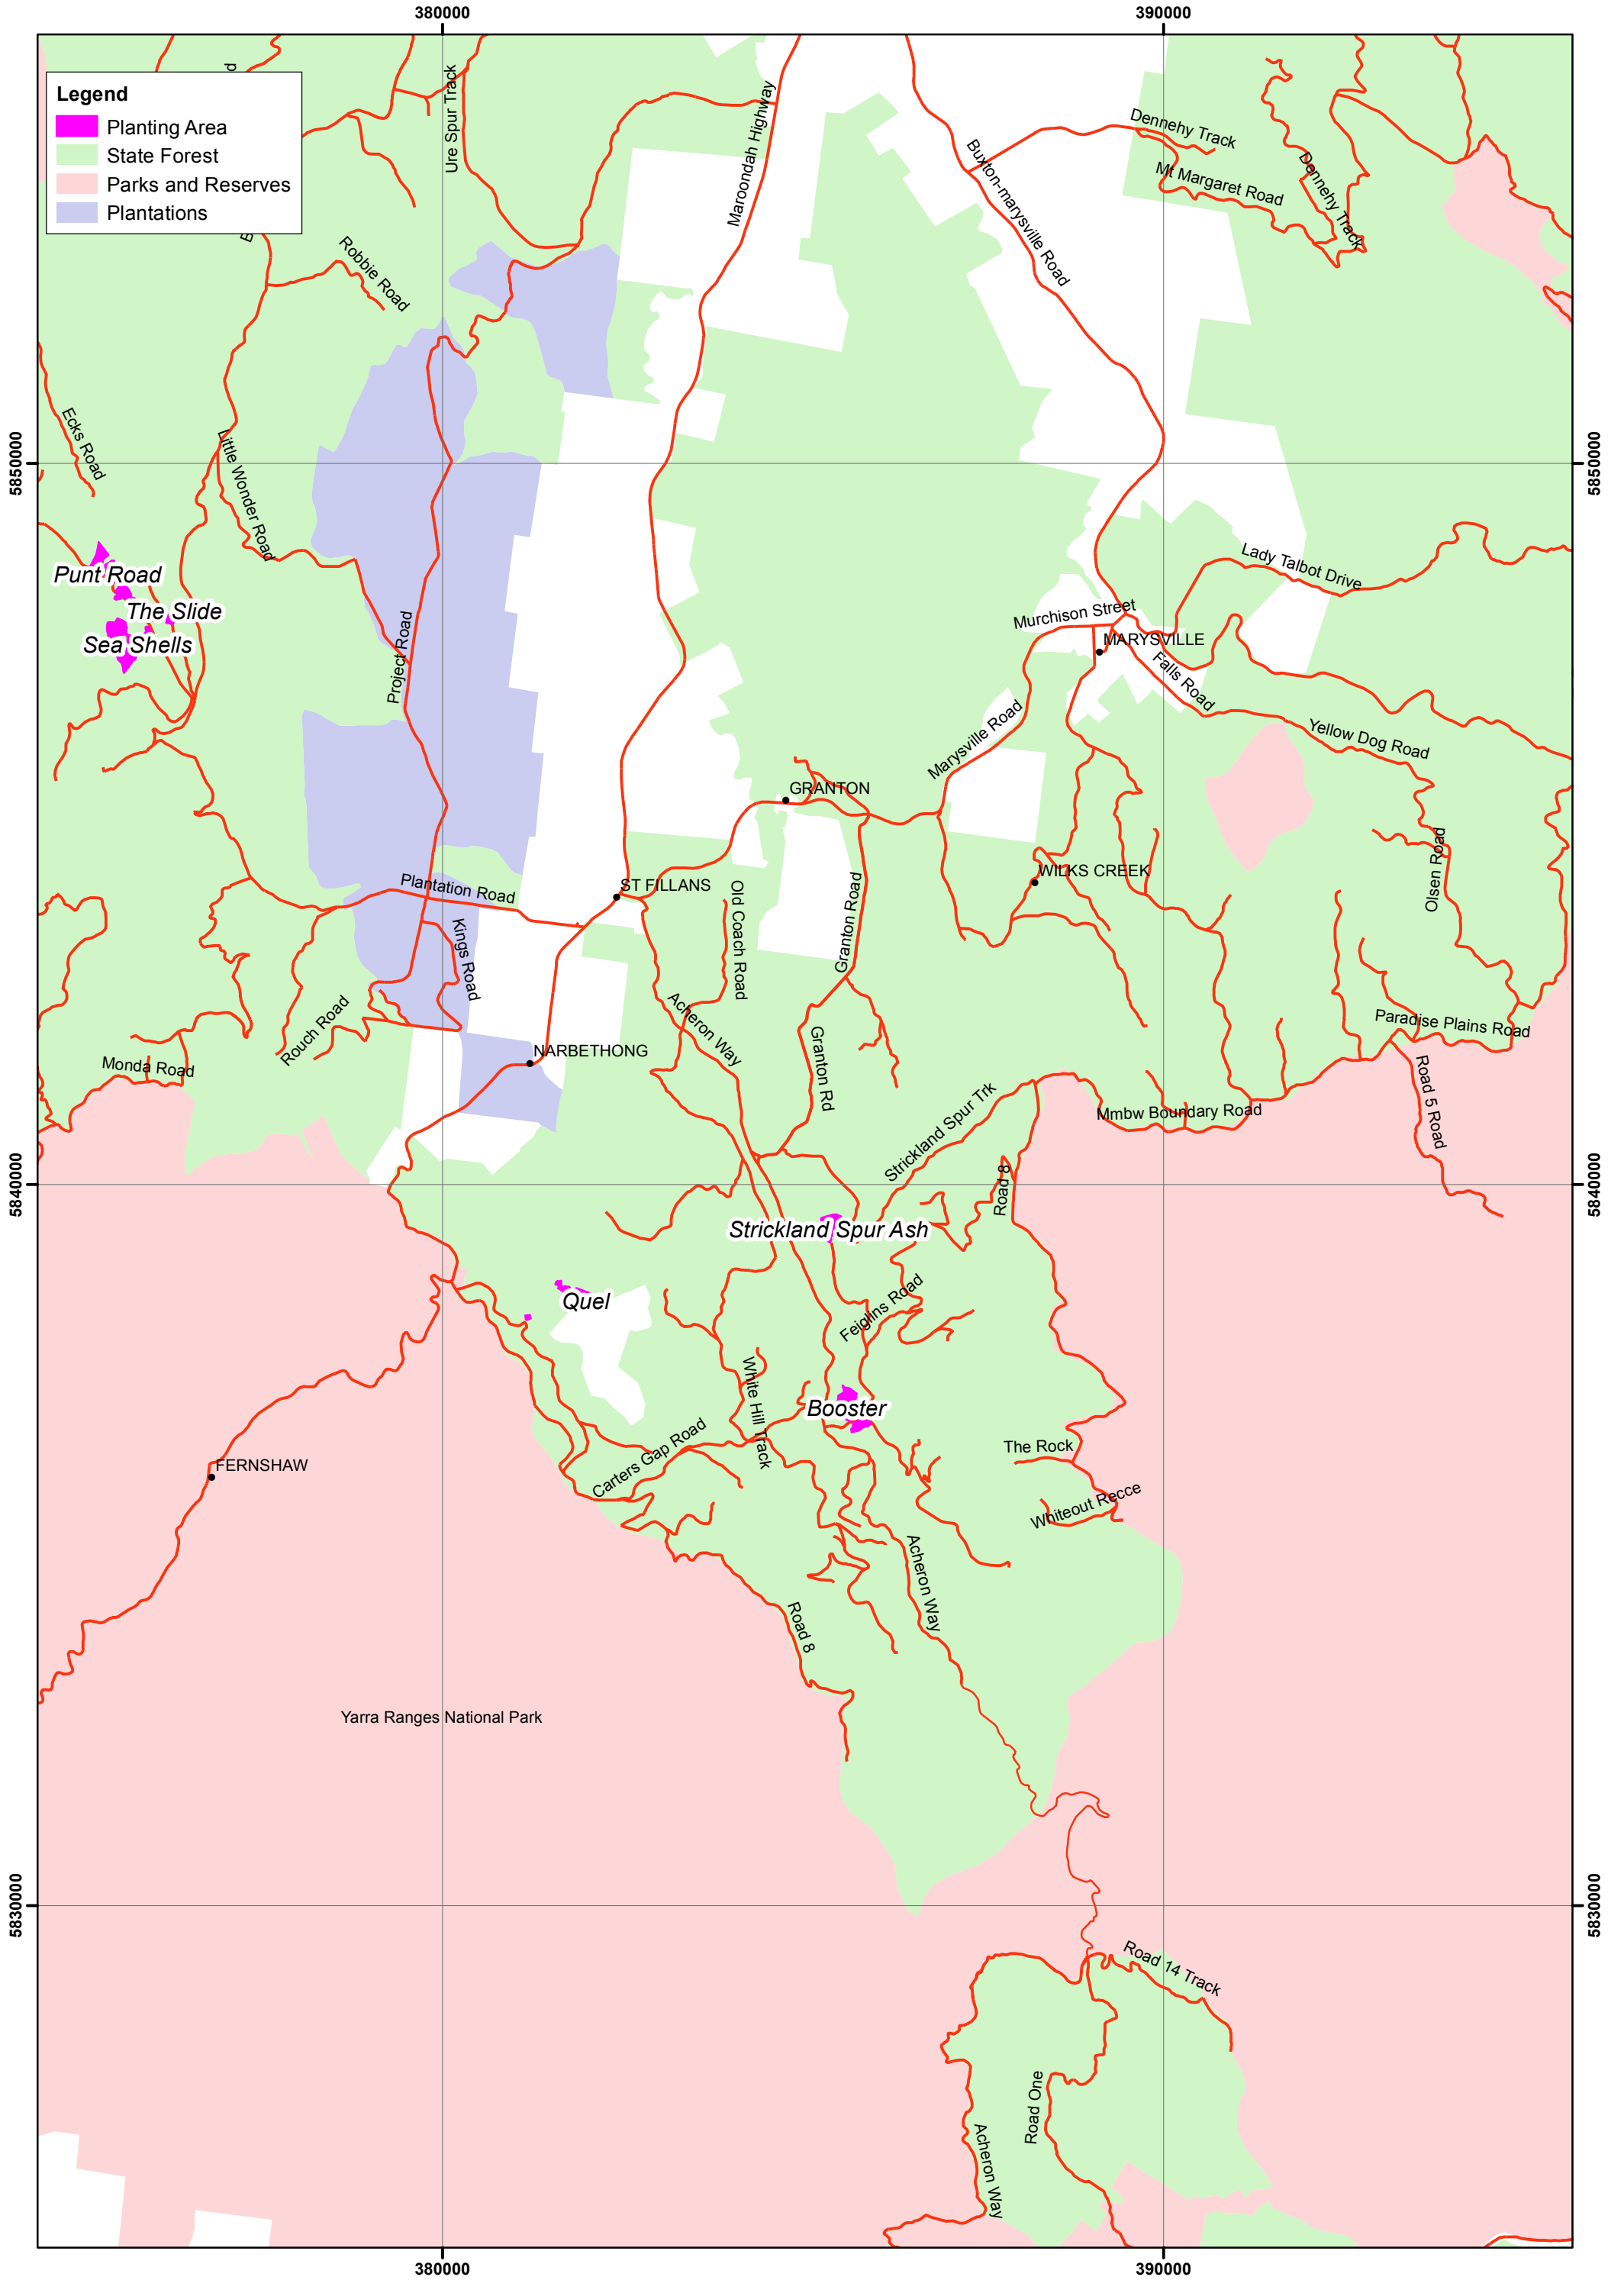 380000
390000
Legend
Planting Area
State Forest
Parks and Reserves
Plantations
Ure Spur Track
Maroondah Highway
Buxton-marysville Road
Dennehy Track
Mt Margaret Road
Dennehy Track
Robbie Road
Ecks Road
Little Wonder Road
5850000
5850000
Punt Road
The Slide
Sea Shells
Project Road
Lady Talbot Drive
Murchison Street
MARYSVILLE
Falls Road
Marysville Road
Yellow Dog Road
GRANTON
Olsen Road
WILKS CREEK
Plantation Road
ST FILLANS
Old Coach Road
Granton Road
Kings Road
Rouch Road
Acheron Way
Paradise Plains Road
Monda Road
NARBETHONG
Granton Rd
Strickland Spur Trk
Mmbw Boundary Road
Road 5 Road
Road 8
5840000
5840000
Strickland Spur Ash
Quel
Feiglins Road
White Hill Track
Booster
Carters Gap Road
The Rock
FERNSHAW
Whiteout Recce
Acheron Way
Road 8
Yarra Ranges National Park
5830000
5830000
Road 14 Track
Road One
Acheron Way
380000
390000